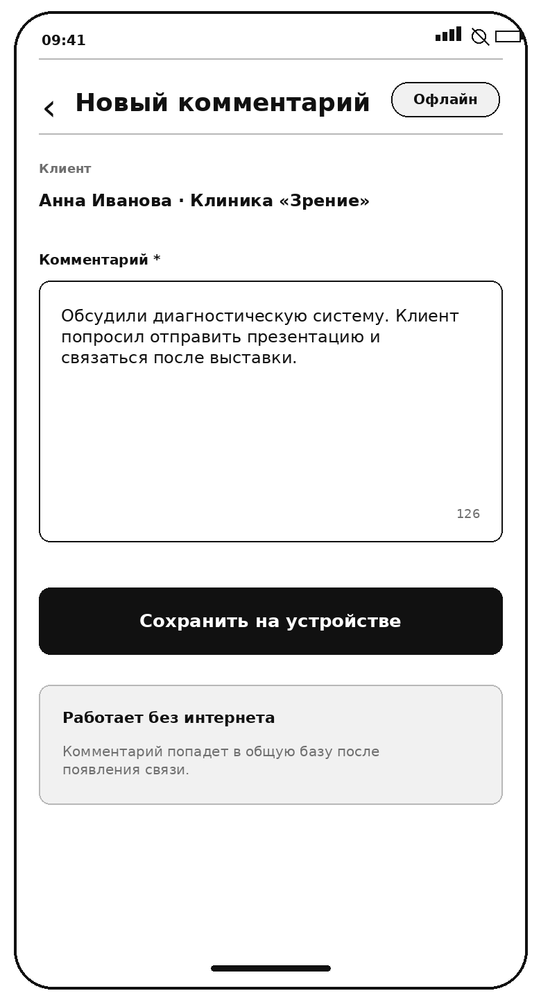 09:41
Новый комментарий
Офлайн
Клиент
Анна Иванова · Клиника «Зрение»
Комментарий *
Обсудили диагностическую систему. Клиент
попросил отправить презентацию и
связаться после выставки.
126
Сохранить на устройстве
Работает без интернета
Комментарий попадет в общую базу после
появления связи.